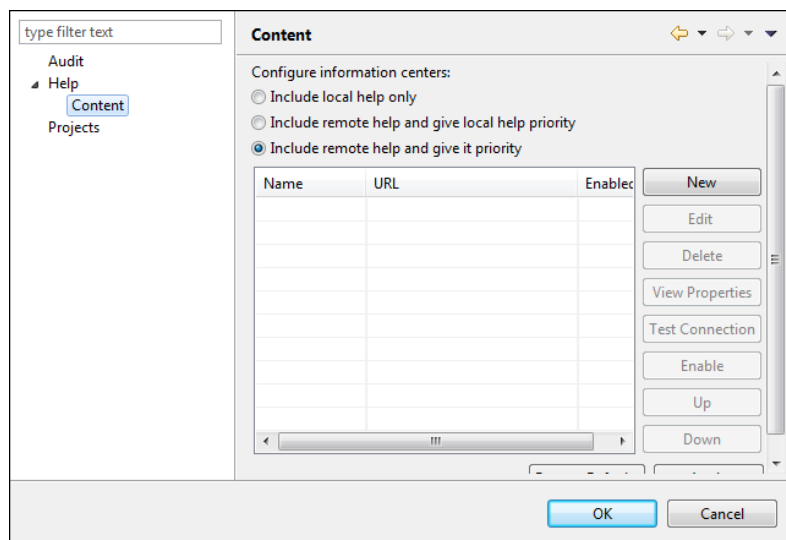 type filter text
Audit
Help
Content
Projects
Content
Configure information centers:
Include local help only
Include remote help and give local help priority
Include remote help and give it priority
Name URL Enabled
New
Edit
Delete
View Properties
Test Connection
Enable
Up
Down
OK Cancel